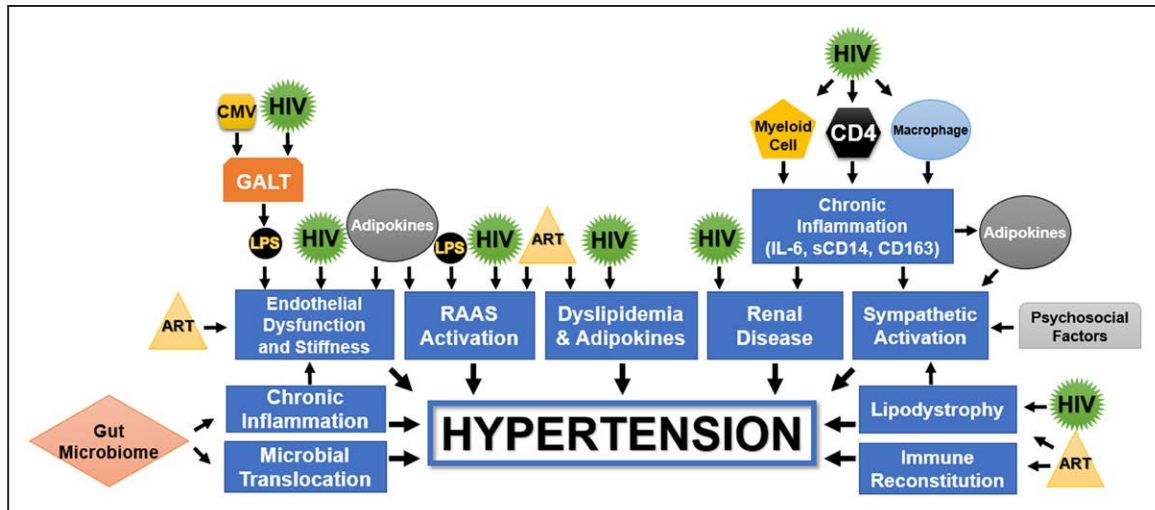 HIV
CMV
HIV
Myeloid
Cell
CD4
Macrophage
GALT
Chronic
Inflammation
(IL-6, sCD14, CD163)
Adipokines
LPS
HIV
Adipokines
LPS
HIV
ART
HIV
HIV
ART
Endothelial
Dysfunction
and Stiffness
RAAS
Activation
Dyslipidemia
& Adipokines
Renal
Disease
Sympathetic
Activation
Psychosocial
Factors
Gut
Microbiome
Chronic
Inflammation
Microbial
Translocation
HYPERTENSION
Lipodystrophy
Immune
Reconstitution
HIV
ART